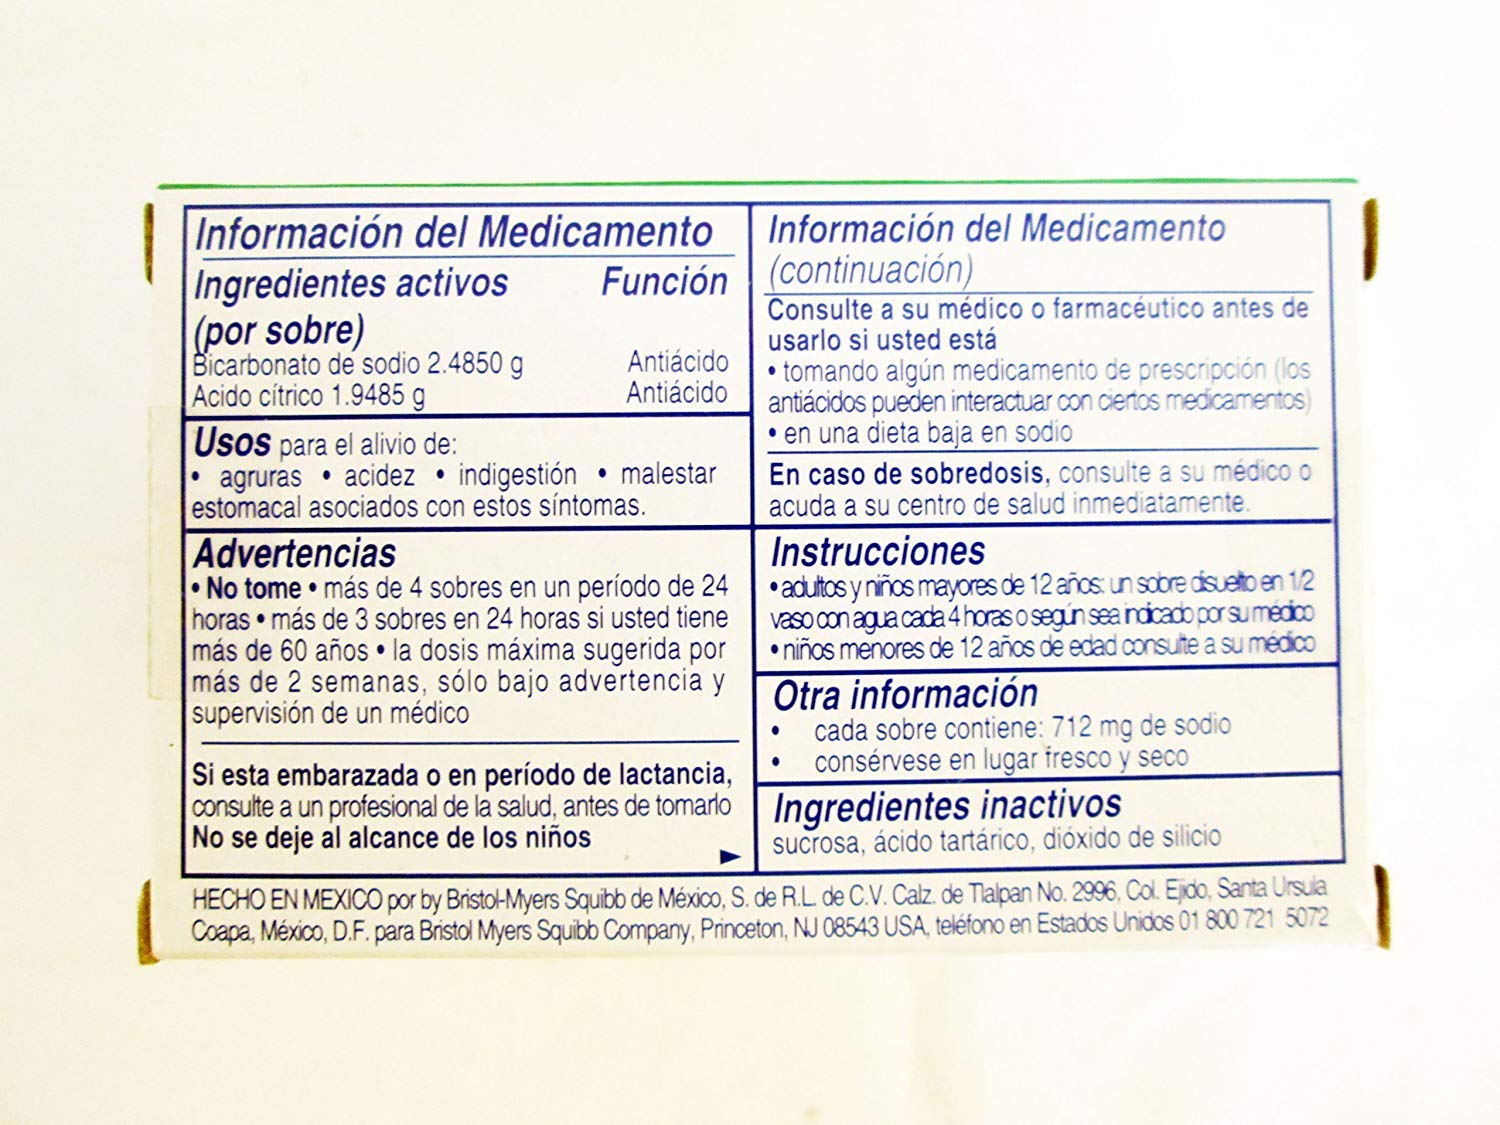 Información del Medicamento
Ingredientes activos Función
(por sobre)
Bicarbonato de sodio 2.4850 g Antiácido
Acido cítrico 1.9485 g Antiácido
Usos para el alivio de:
• agruras • acidez • indigestión • malestar
estomacal asociados con estos síntomas.
Advertencias
• No tome • más de 4 sobres en un período de 24
horas • más de 3 sobres en 24 horas si usted tiene
más de 60 años • la dosis máxima sugerida por
más de 2 semanas, sólo bajo advertencia y
supervisión de un médico
Si esta embarazada o en período de lactancia,
consulte a un profesional de la salud, antes de tomarlo
No se deje al alcance de los niños
Información del Medicamento
(continuación)
Consulte a su médico o farmacéutico antes de
usarlo si usted está
• tomando algún medicamento de prescripción (los
antiácidos pueden interactuar con ciertos medicamentos)
• en una dieta baja en sodio
En caso de sobredosis, consulte a su médico o
acuda a su centro de salud inmediatamente.
Instrucciones
• adultos y niños mayores de 12 años: un sobre disuelto en 1/2
vaso con agua cada 4 horas o según sea indicado por su médico
• niños menores de 12 años de edad consulte a su médico
Otra información
• cada sobre contiene: 712 mg de sodio
• consérvese en lugar fresco y seco
Ingredientes inactivos
sucrosa, ácido tartárico, dióxido de silicio
HECHO EN MEXICO por by Bristol-Myers Squibb de México, S. de R.L. de C.V. Calz. de Tlalpan No. 2996, Col. Ejido, Santa Ursula
Coapa, México, D.F. para Bristol Myers Squibb Company, Princeton, NJ 08543 USA, teléfono en Estados Unidos 01 800 721 5072